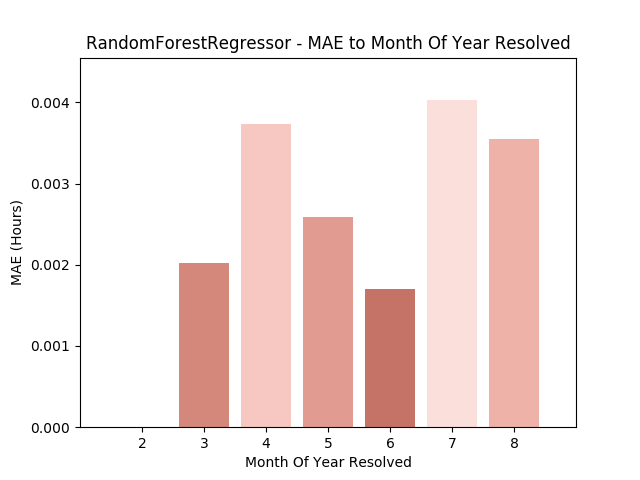 RandomForestRegressor - MAE to Month Of Year Resolved
MAE (Hours)
0.004
0.003
0.002
0.001
0.000
2 3 4 5 6 7 8
Month Of Year Resolved